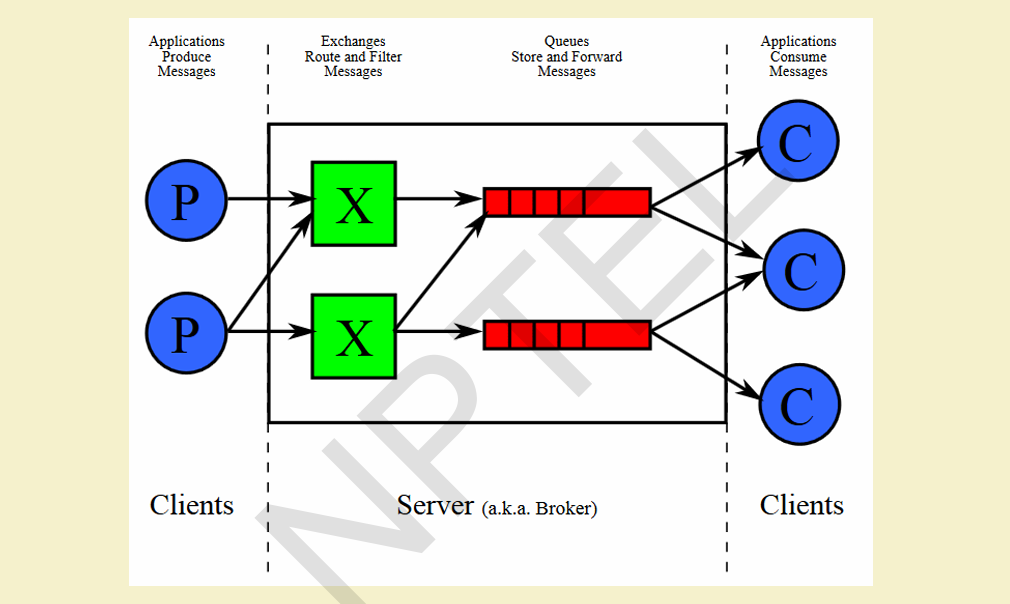 Applications
Produce
Messages
Exchanges
Route and Filter
Messages
Queues
Store and Forward
Messages
Applications
Consume
Messages
P
X
C
C
P
X
C
Clients
Server (a.k.a. Broker)
Clients
NPTEL